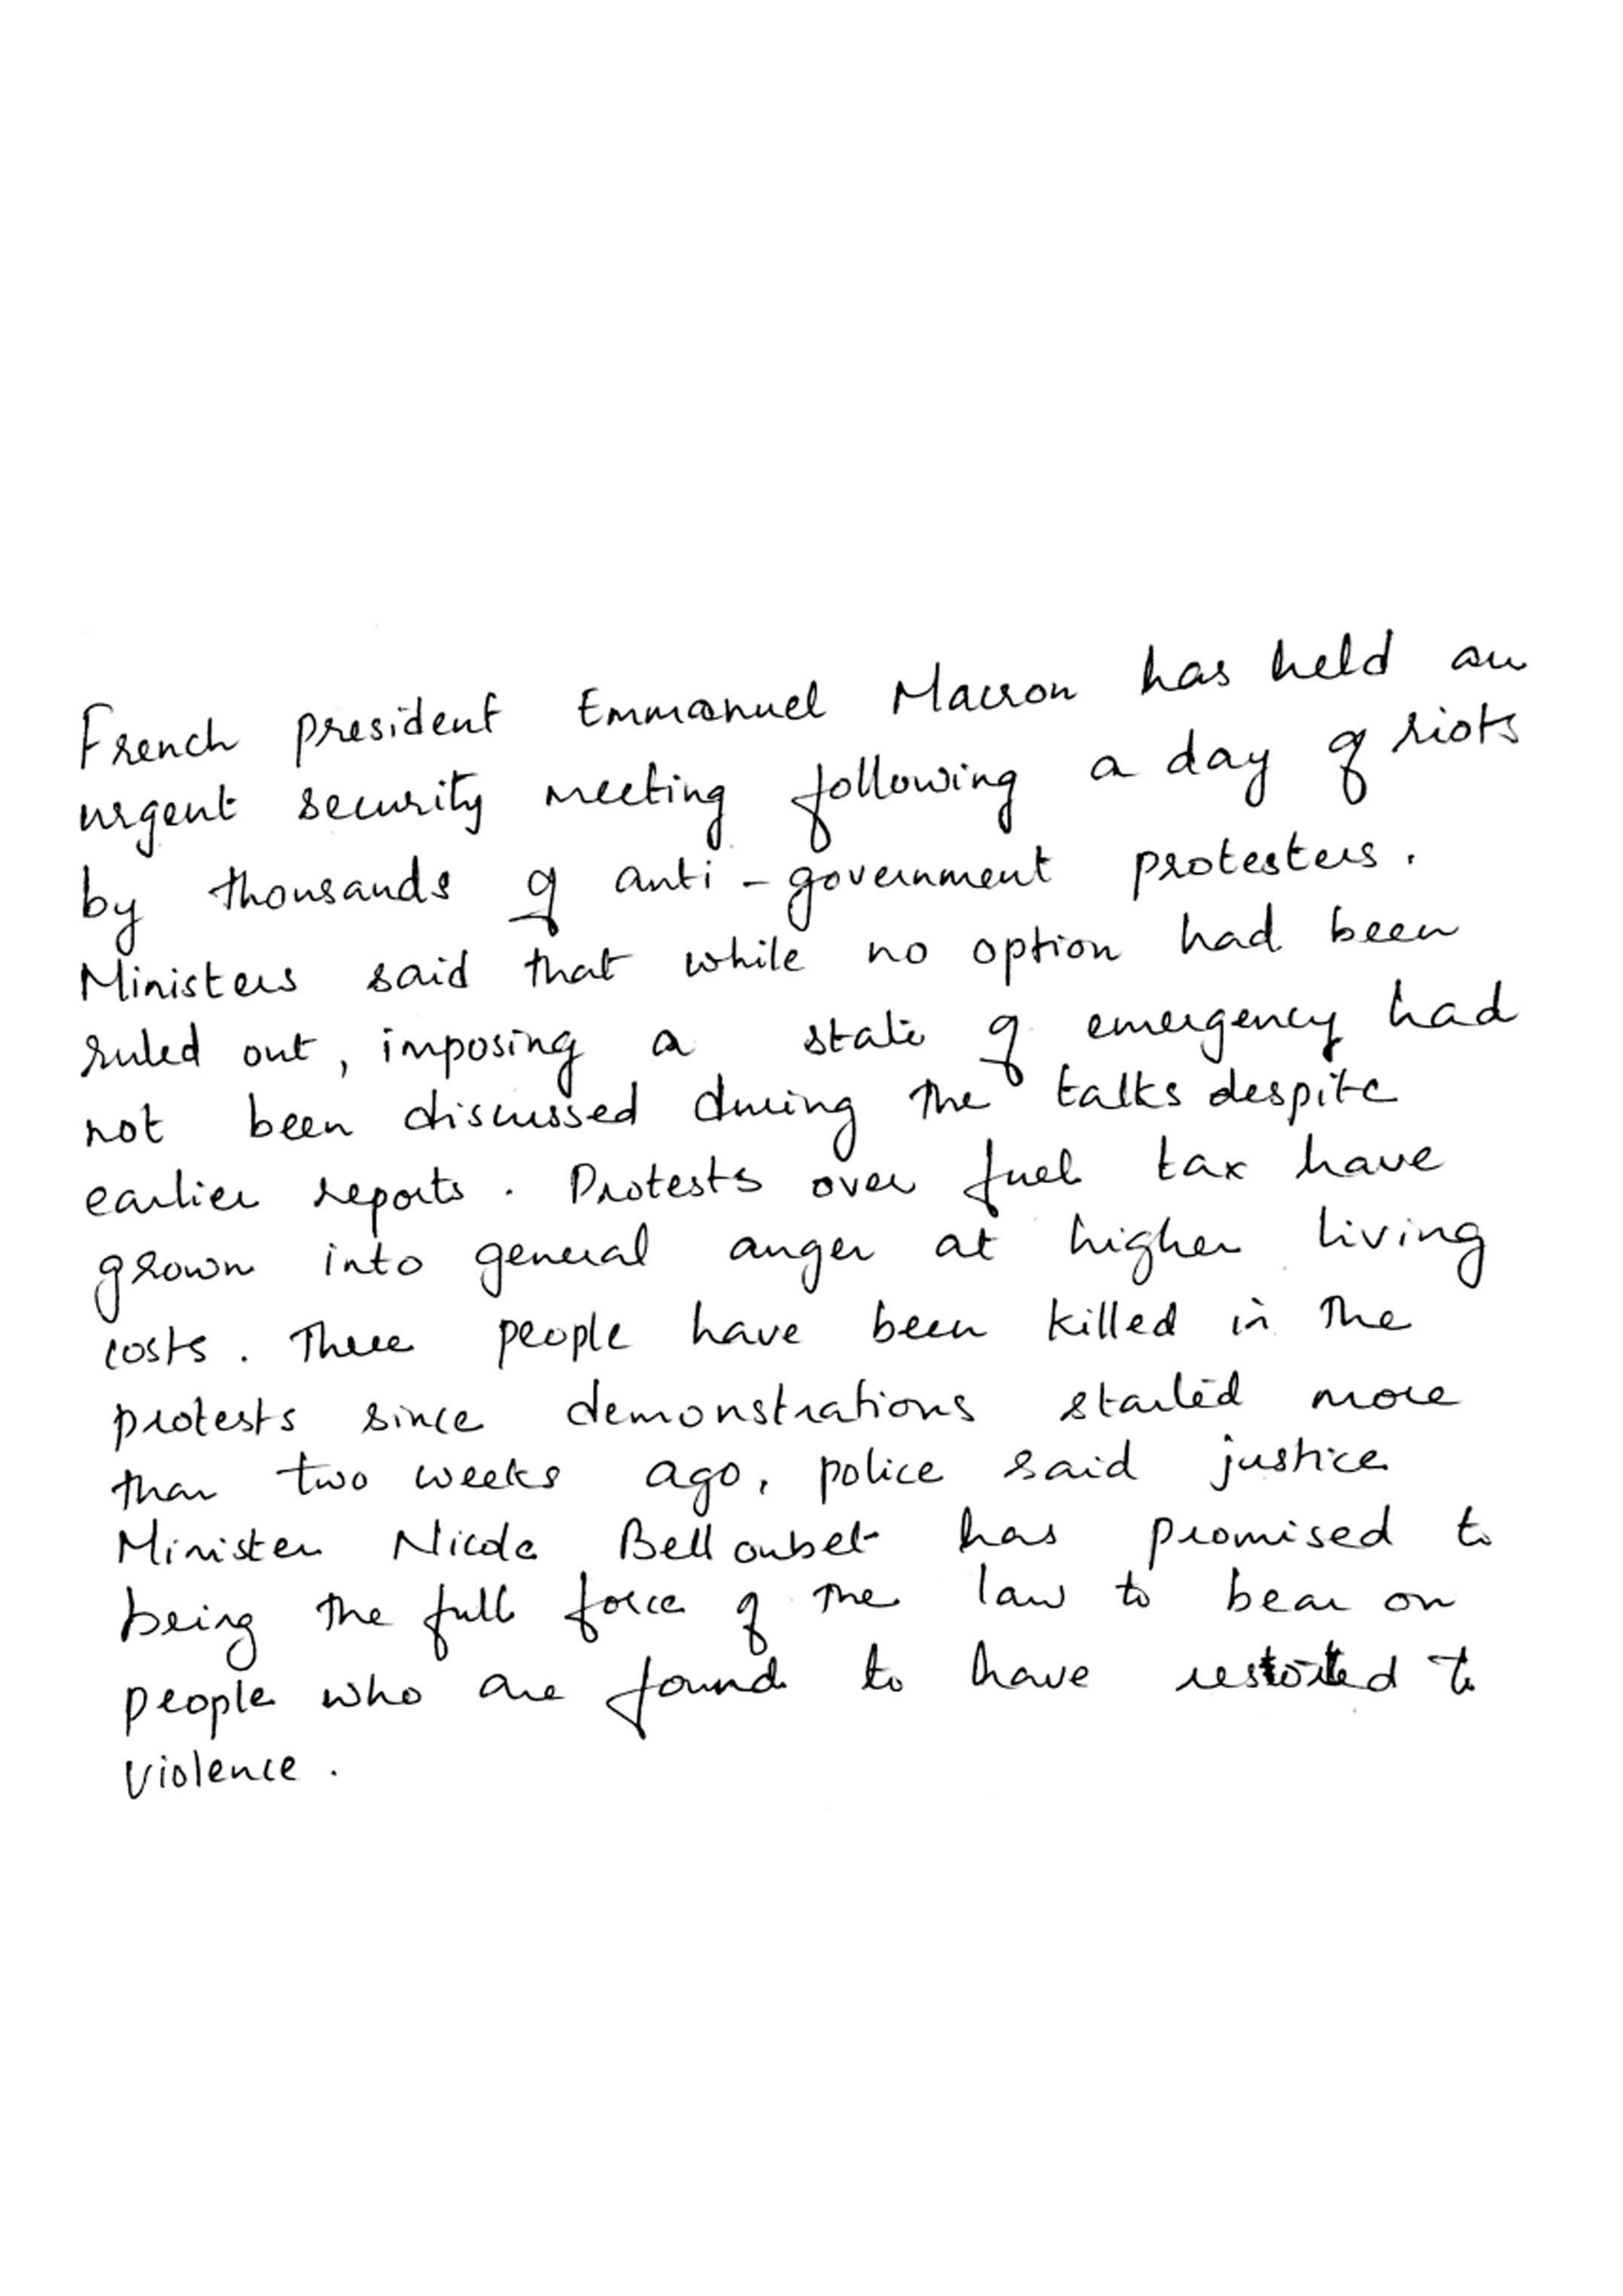 French president Emmanuel Macron has held an
urgent security meeting following a day of riots
by thousands of anti-government protesters.
Ministers said that while no option had been
ruled out, imposing a state of emergency had
not been discussed during the talks despite
earlier reports. Protests over fuel tax have
grown into general anger at higher living
costs. Three people have been killed in the
protests since demonstrations started more
than two weeks ago, police said justice
Minister Nicole Belloubet has promised to
being the full force of the law to bear on
people who are found to have restorted to
violence.